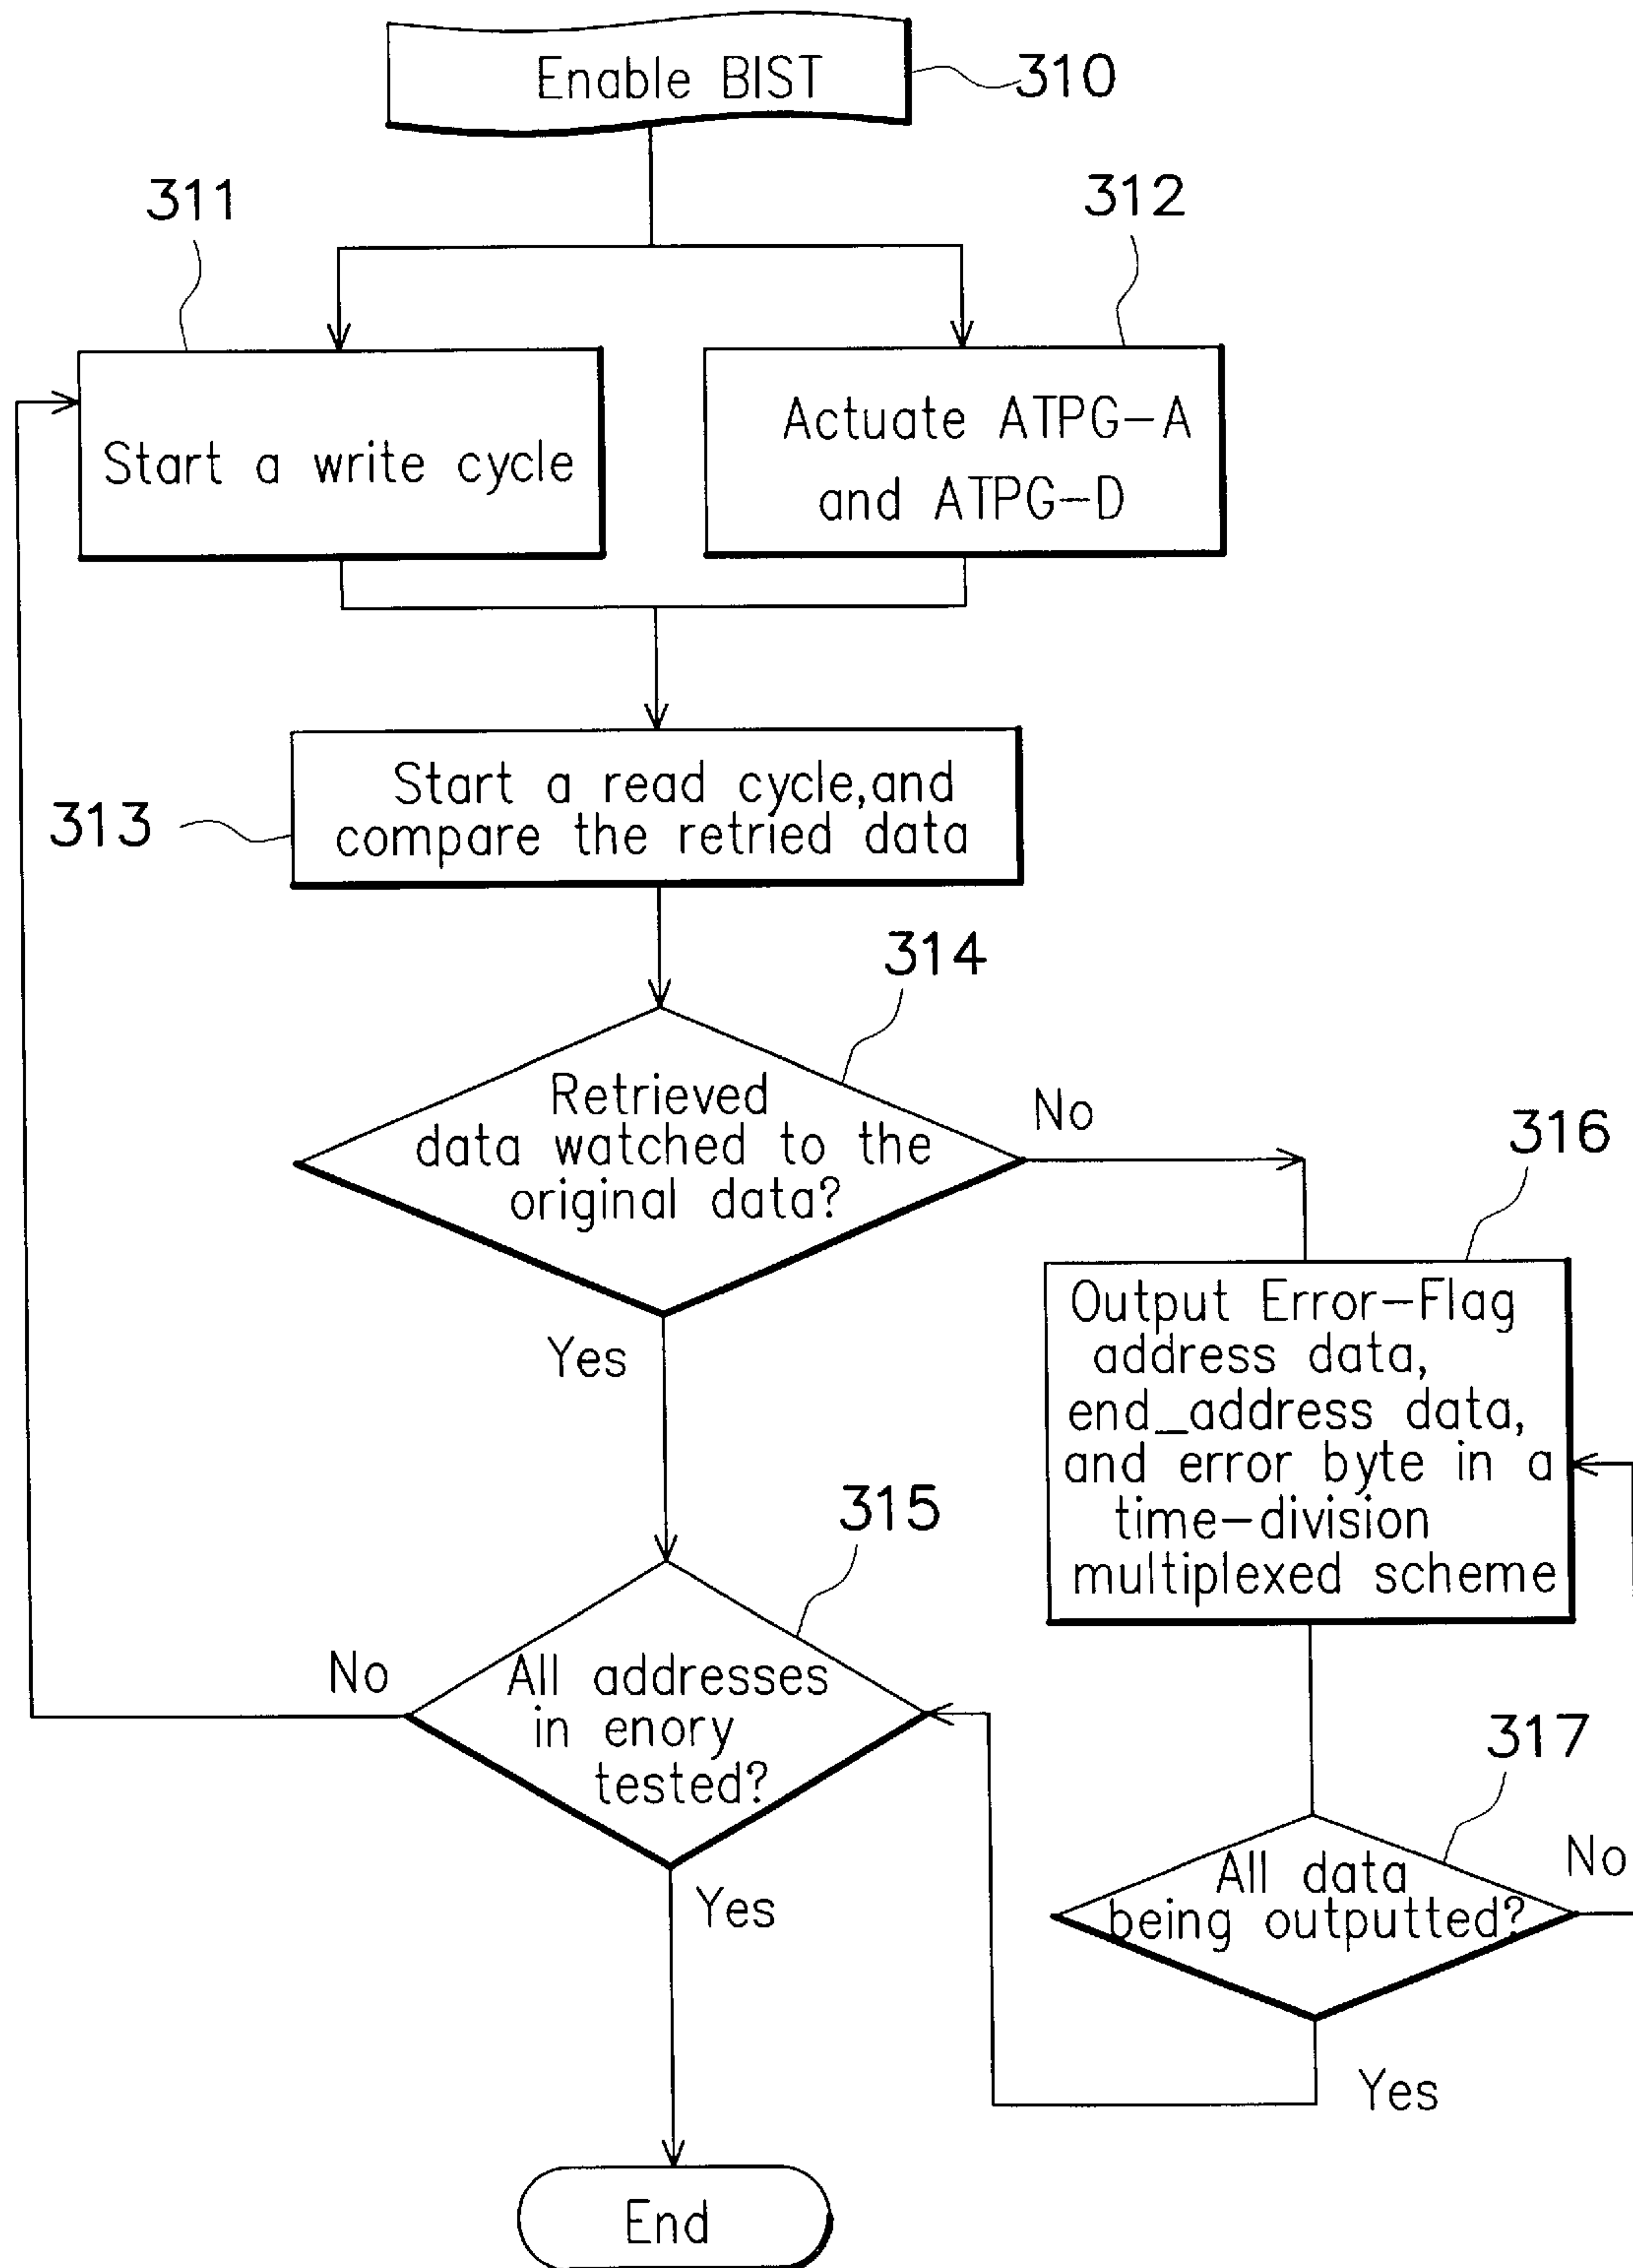 Enable BIST
310
311
312
Start a write cycle
Actuate ATPG-A
and ATPG-D
Start a read cycle,and
compare the retried data
313
314
Retrieved
data watched to the
original data?
No
316
Yes
Output Error-Flag
address data,
end_address data,
and error byte in a
time-division
multiplexed scheme
315
No
All addresses
in enory
tested?
317
Yes
All data
being outputted?
No
Yes
End